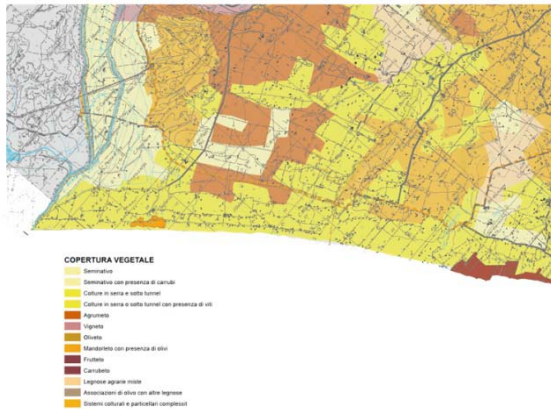 COPERTURA VEGETALE
Seminativo
Seminativo con presenza di carrubi
Colture in serra e sotto tunnel
Colture in serra o sotto tunnel con presenza di viti
Agrumeto
Vigneto
Oliveto
Mandorleto con presenza di olivi
Frutteto
Carrubeto
Legnose agrarie miste
Associazioni di olivo con altre legnose
Sistemi colturali e particellari complessi